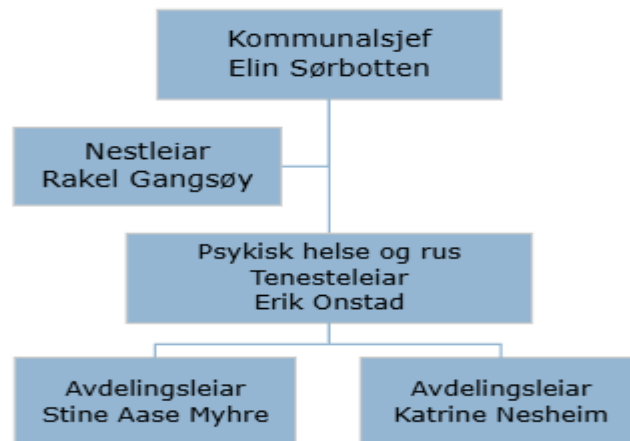 Kommunalsjef
Elin Sørbotten
Nestleiar
Rakel Gangsøy
Psykisk helse og rus
Tenesteleiar
Erik Onstad
Avdelingsleiar
Stine Aase Myhre
Avdelingsleiar
Katrine Nesheim